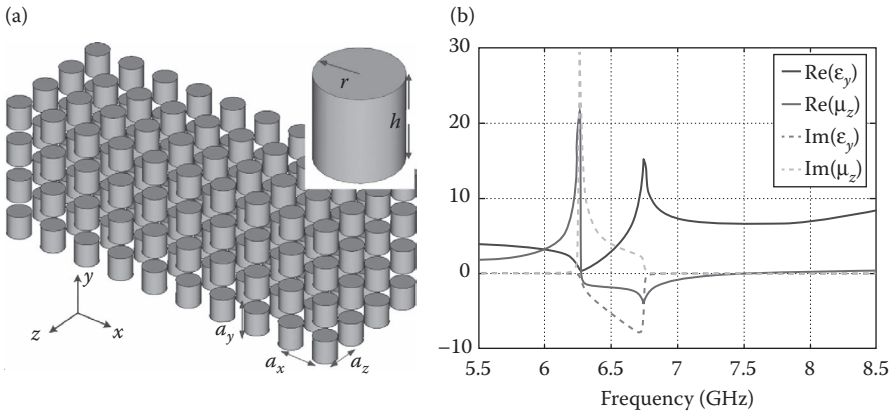 (a)
r
h
y
z
x
a_y
a_x
a_z
(b)
30
20
10
0
−10
5.5 6 6.5 7 7.5 8 8.5
Frequency (GHz)
Re(ε_y)
Re(μ_z)
Im(ε_y)
Im(μ_z)